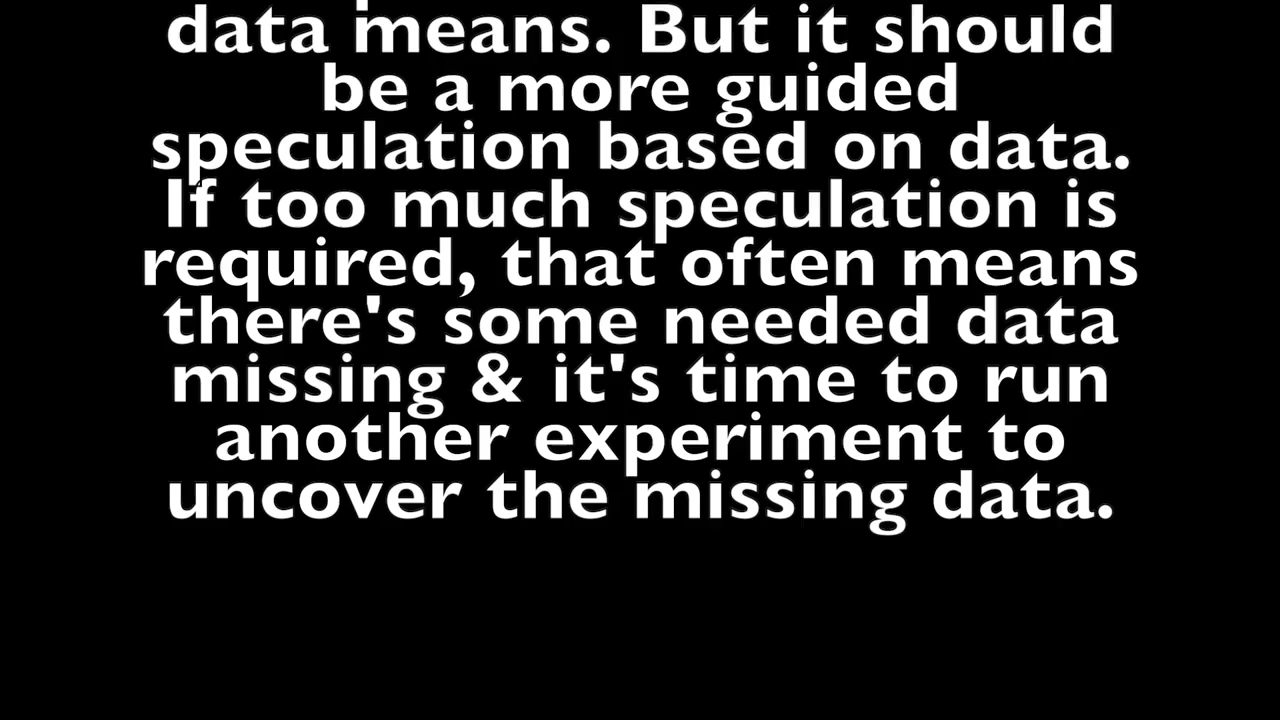 data means. But it should
be a more guided
speculation based on data.
If too much speculation is
required, that often means
there's some needed data
missing & it's time to run
another experiment to
uncover the missing data.